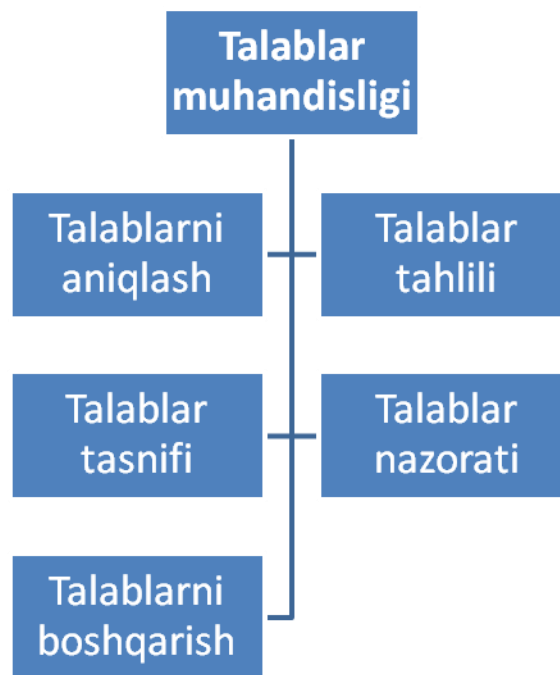 Talablar
muhandisligi
Talablarni
aniqlash
Talablar
tahlili
Talablar
tasnifi
Talablar
nazorati
Talablarni
boshqarish